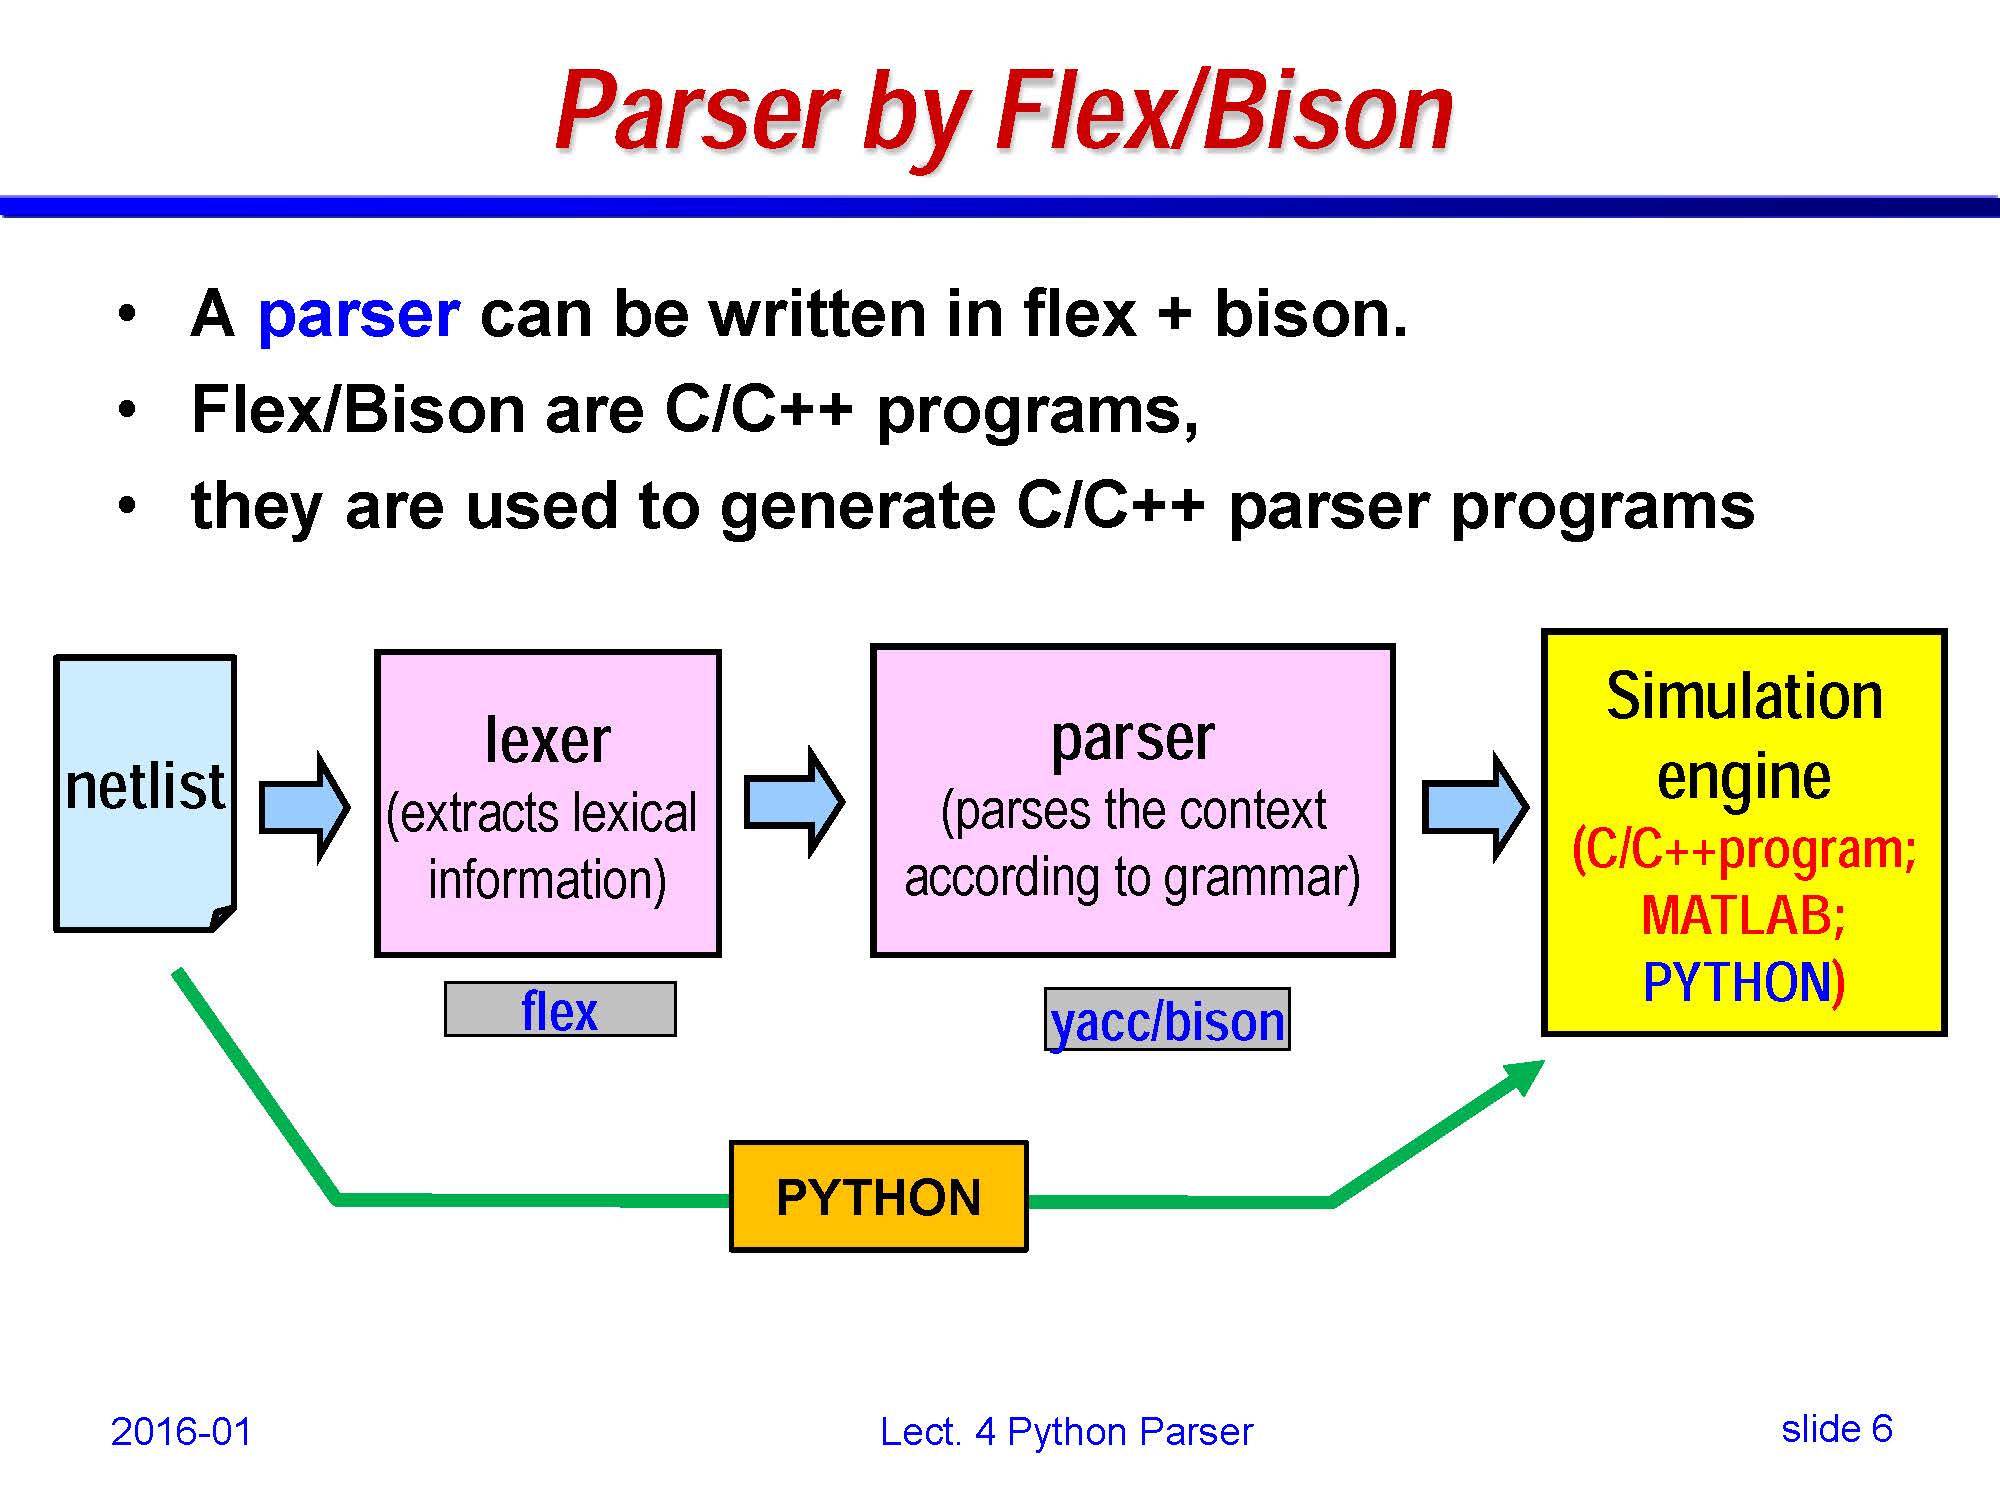 Parser by Flex/Bison
• A parser can be written in flex + bison.
• Flex/Bison are C/C++ programs,
• they are used to generate C/C++ parser programs
netlist
lexer
(extracts lexical
information)
flex
parser
(parses the context
according to grammar)
yacc/bison
Simulation
engine
(C/C++program;
MATLAB;
PYTHON)
PYTHON
2016-01
Lect. 4 Python Parser
slide 6